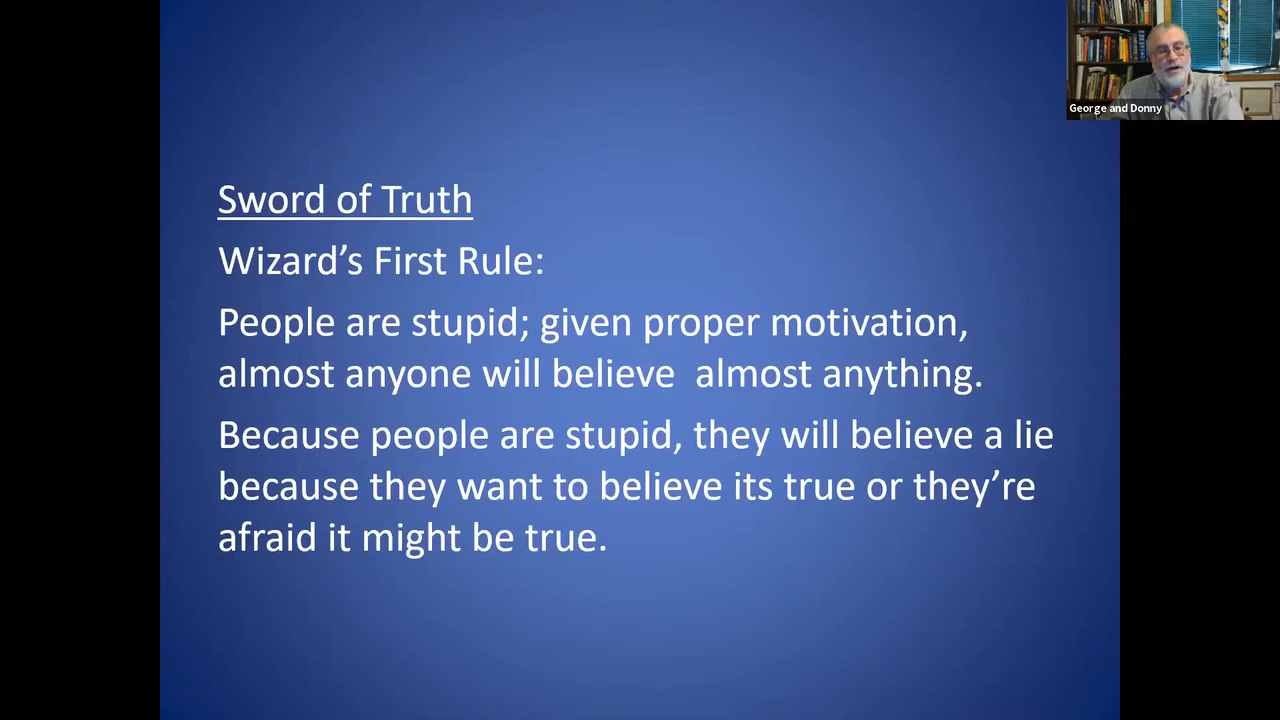 George and Donny
Sword of Truth
Wizard’s First Rule:
People are stupid; given proper motivation,
almost anyone will believe  almost anything.
Because people are stupid, they will believe a lie
because they want to believe its true or they’re
afraid it might be true.